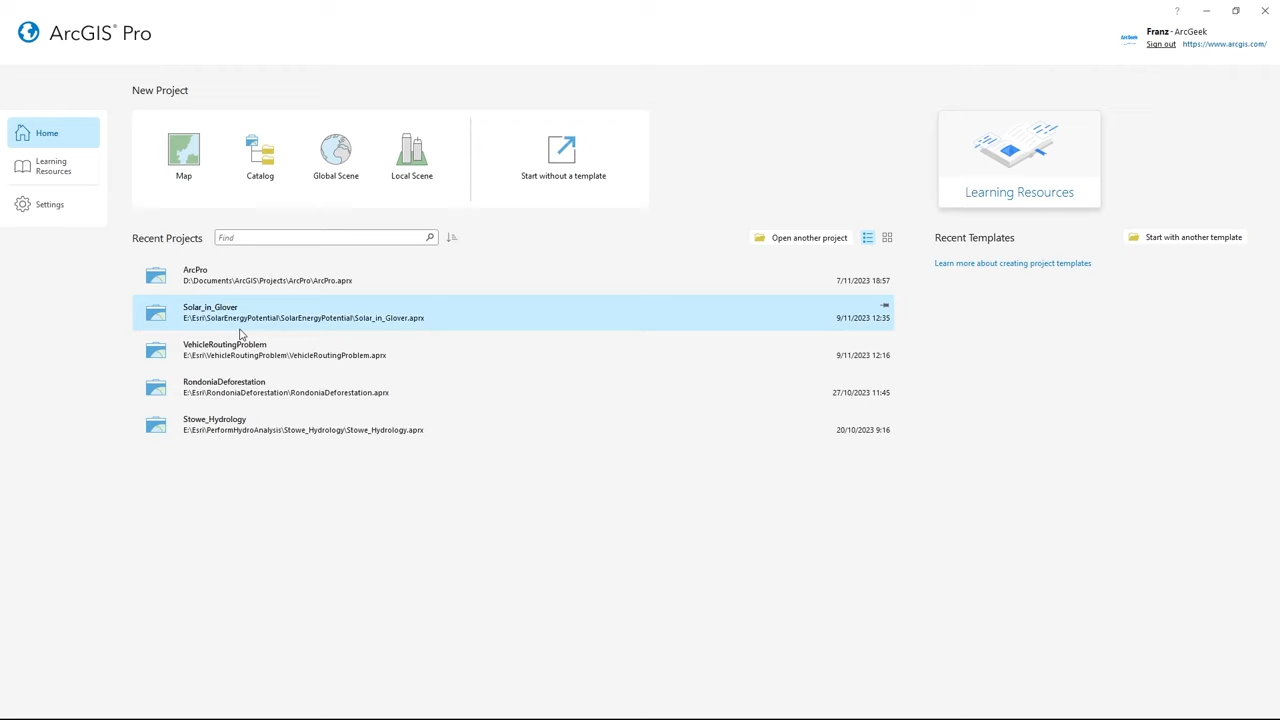 ArcGIS® Pro
?
Franz - ArcGeek
Sign out https://www.arcgis.com/
New Project
Home
Learning
Resources
Settings
Map
Catalog
Global Scene
Local Scene
Start without a template
Learning Resources
Recent Projects
Find
Open another project
Recent Templates
Start with another template
Learn more about creating project templates
ArcPro
D:\Documents\ArcGIS\Projects\ArcPro\ArcPro.aprx 7/11/2023 18:57
Solar_in_Glover
E:\Esri\SolarEnergyPotential\SolarEnergyPotential\Solar_in_Glover.aprx 9/11/2023 12:35
VehicleRoutingProblem
E:\Esri\VehicleRoutingProblem\VehicleRoutingProblem.aprx 9/11/2023 12:16
RondoniaDeforestation
E:\Esri\RondoniaDeforestation\RondoniaDeforestation.aprx 27/10/2023 11:45
Stowe_Hydrology
E:\Esri\PerformHydroAnalysis\Stowe_Hydrology\Stowe_Hydrology.aprx 20/10/2023 9:16